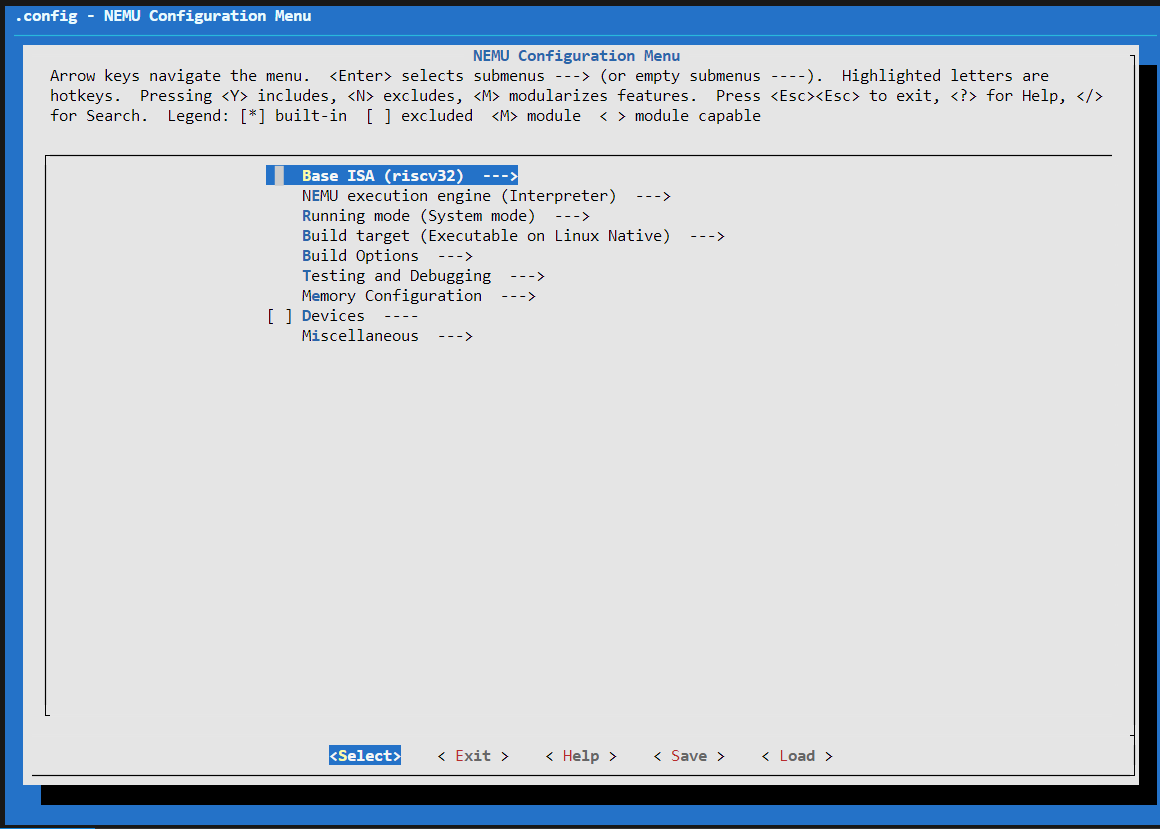 .config - NEMU Configuration Menu
NEMU Configuration Menu
Arrow keys navigate the menu.  <Enter> selects submenus ---> (or empty submenus ----).  Highlighted letters are
hotkeys.  Pressing <Y> includes, <N> excludes, <M> modularizes features.  Press <Esc><Esc> to exit, <?> for Help, </>
for Search.  Legend: [*] built-in  [ ] excluded  <M> module  < > module capable
Base ISA (riscv32)  --->
NEMU execution engine (Interpreter)  --->
Running mode (System mode)  --->
Build target (Executable on Linux Native)  --->
Build Options  --->
Testing and Debugging  --->
Memory Configuration  --->
[ ] Devices  ----
Miscellaneous  --->
<Select>    < Exit >    < Help >    < Save >    < Load >